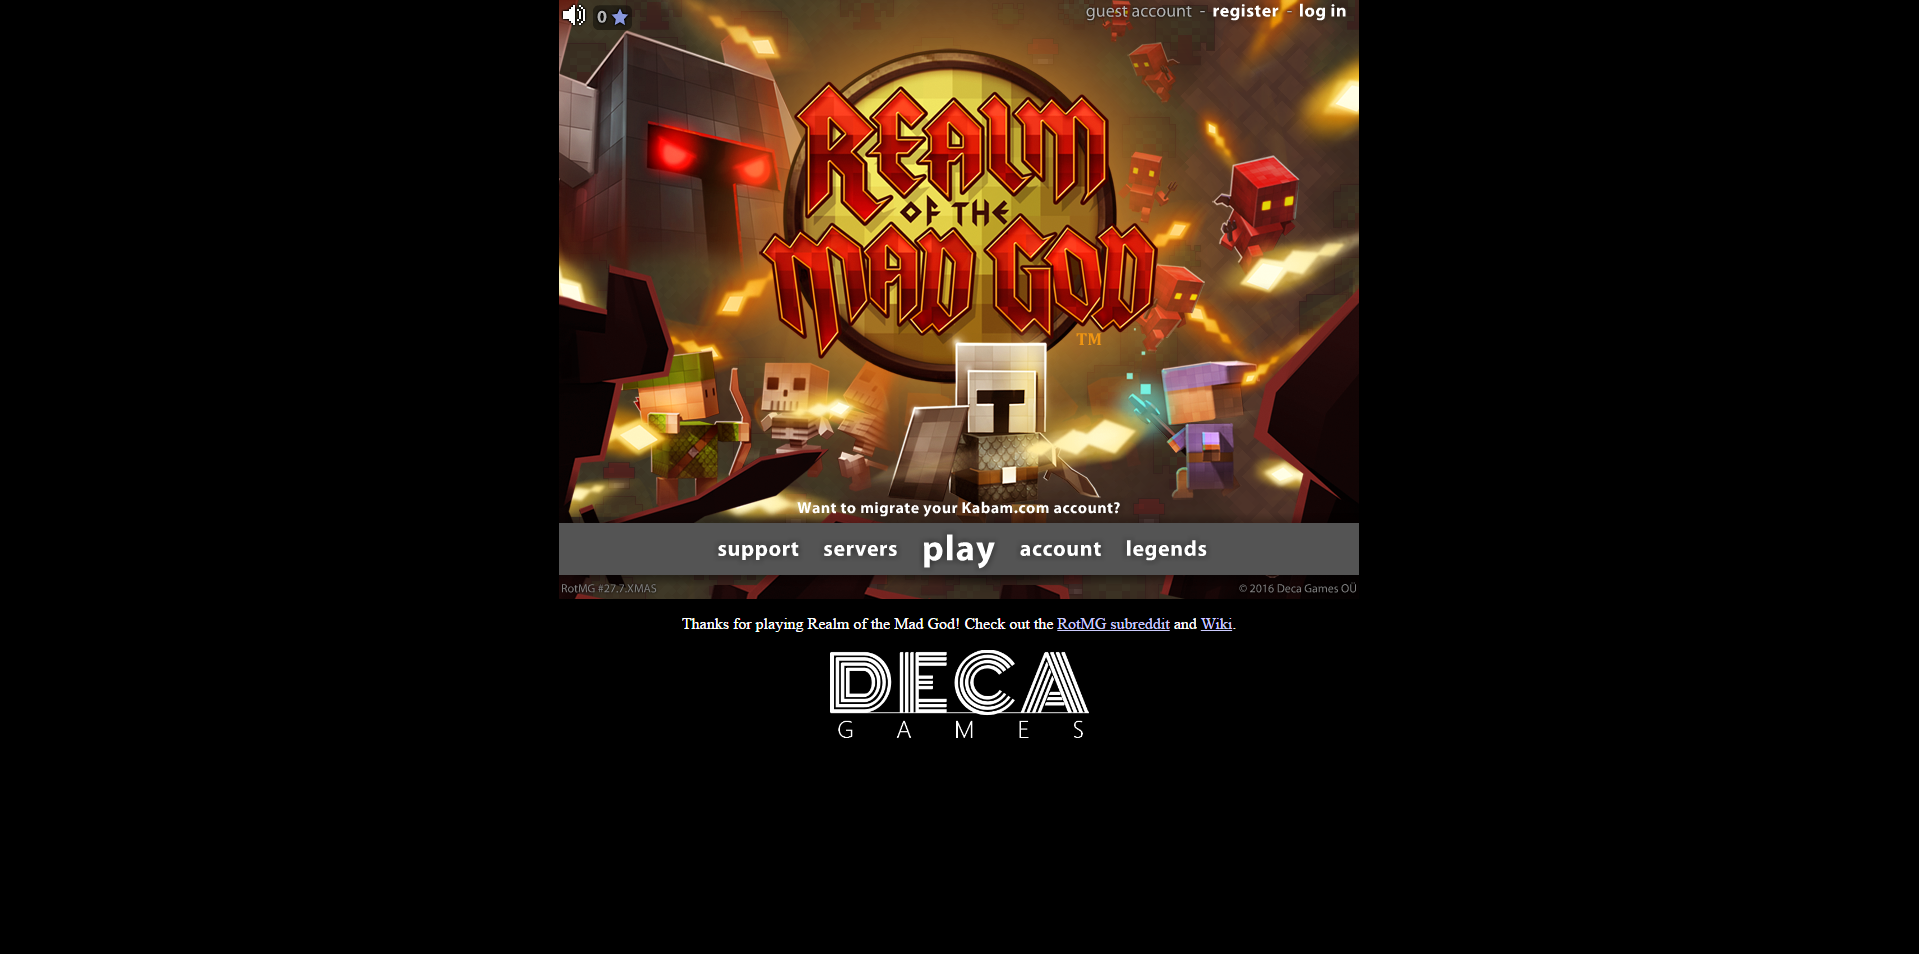 0
guest account - register - log in
REALM
OF THE
MAD GOD
TM
Want to migrate your Kabam.com account?
support servers play account legends
RotMG #27.7.XMAS
© 2016 Deca Games OÜ
Thanks for playing Realm of the Mad God! Check out the RotMG subreddit and Wiki.
DECA
GAMES